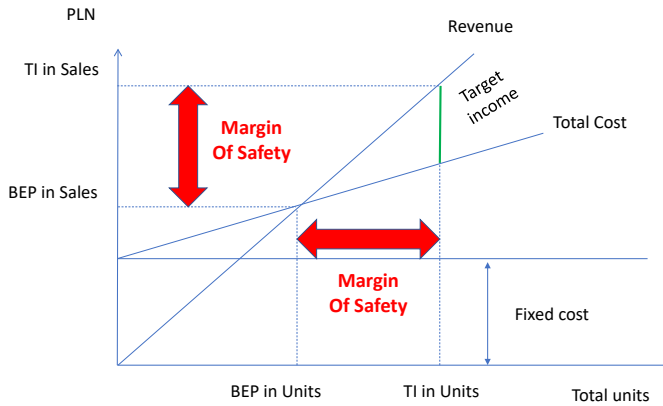 PLN
Revenue
TI in Sales
Target
income
Total Cost
Margin
Of Safety
BEP in Sales
Margin
Of Safety
Fixed cost
BEP in Units
TI in Units
Total units